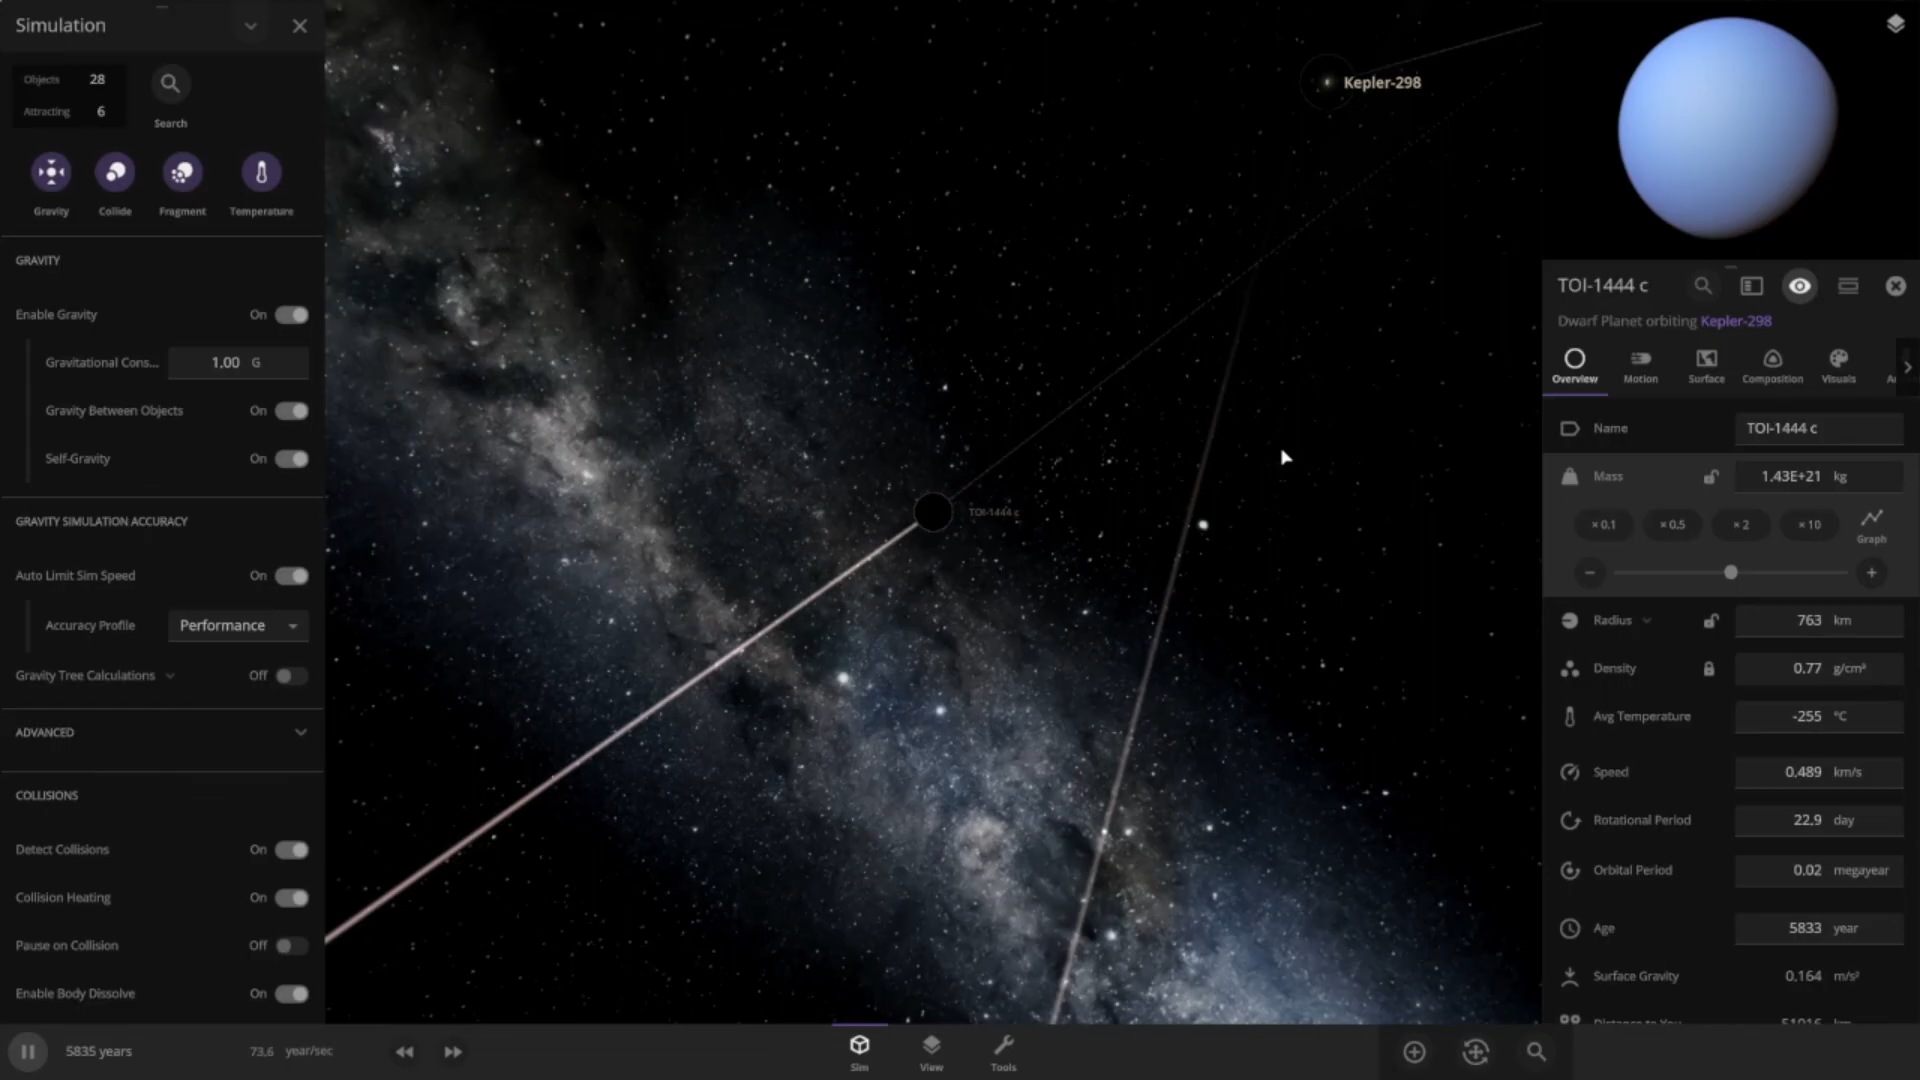 Simulation
Objects 28
Attracting 6
Search
Gravity Collide Fragment Temperature
GRAVITY
Enable Gravity On
Gravitational Cons... 1,00 G
Gravity Between Objects On
Self-Gravity On
GRAVITY SIMULATION ACCURACY
Auto Limit Sim Speed On
Accuracy Profile Performance
Gravity Tree Calculations Off
ADVANCED
COLLISIONS
Detect Collisions On
Collision Heating On
Pause on Collision Off
Enable Body Dissolve On
5835 years 73,6 year/sec
Sim View Tools
Kepler-298
TOI-1444 c
TOI-1444 c
Dwarf Planet orbiting Kepler-298
Overview Motion Surface Composition Visuals
Name TOI-1444 c
Mass 1.43E+21 kg
× 0.1 × 0.5 × 2 × 10 Graph
Radius 763 km
Density 0.77 g/cm³
Avg Temperature -255 °C
Speed 0,489 km/s
Rotational Period 22,9 day
Orbital Period 0.02 megayear
Age 5833 year
Surface Gravity 0,164 m/s²